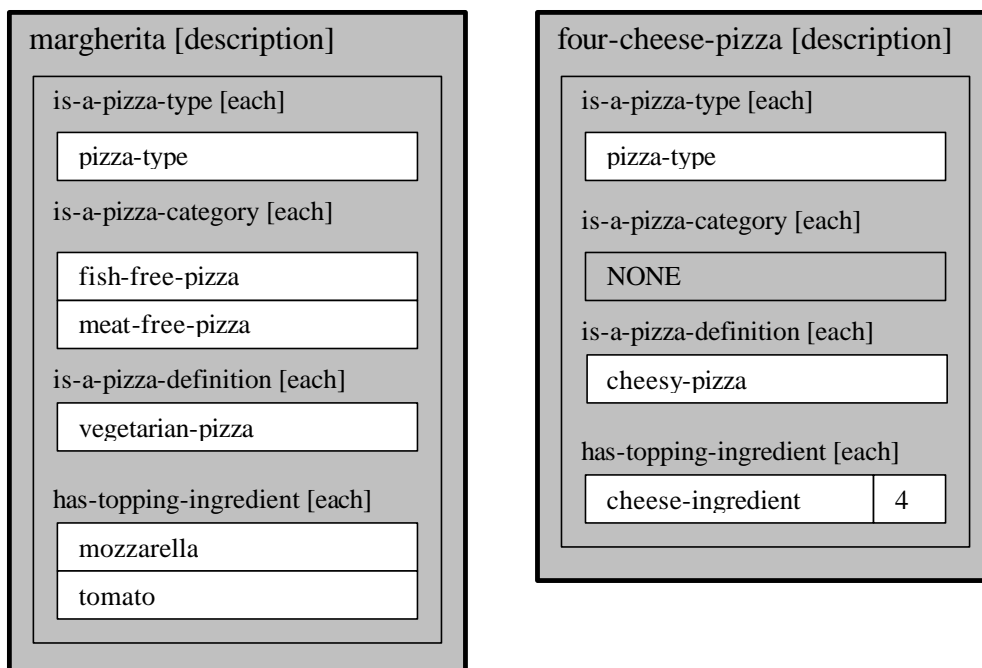 margherita [description]
is-a-pizza-type [each]
pizza-type
is-a-pizza-category [each]
fish-free-pizza
meat-free-pizza
is-a-pizza-definition [each]
vegetarian-pizza
has-topping-ingredient [each]
mozzarella
tomato
four-cheese-pizza [description]
is-a-pizza-type [each]
pizza-type
is-a-pizza-category [each]
NONE
is-a-pizza-definition [each]
cheesy-pizza
has-topping-ingredient [each]
cheese-ingredient 4